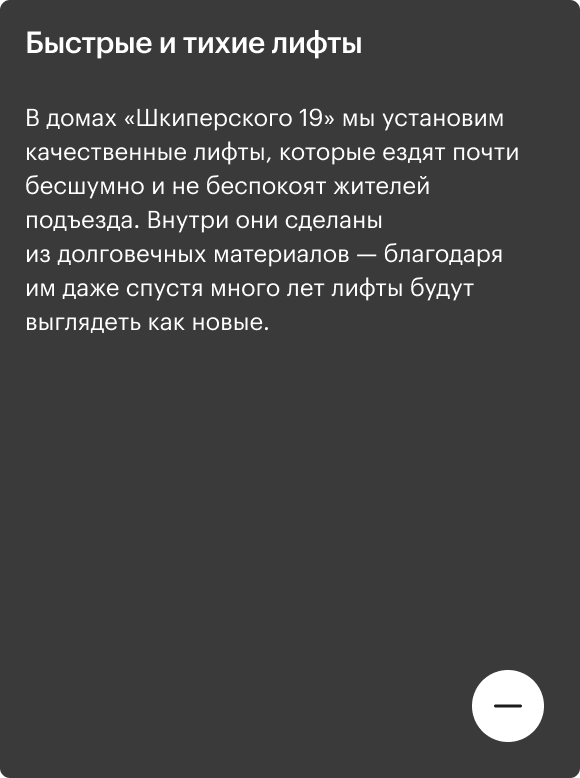 Быстрые и тихие лифты
В домах «Шкиперского 19» мы установим
качественные лифты, которые ездят почти
бесшумно и не беспокоят жителей
подъезда. Внутри они сделаны
из долговечных материалов — благодаря
им даже спустя много лет лифты будут
выглядеть как новые.